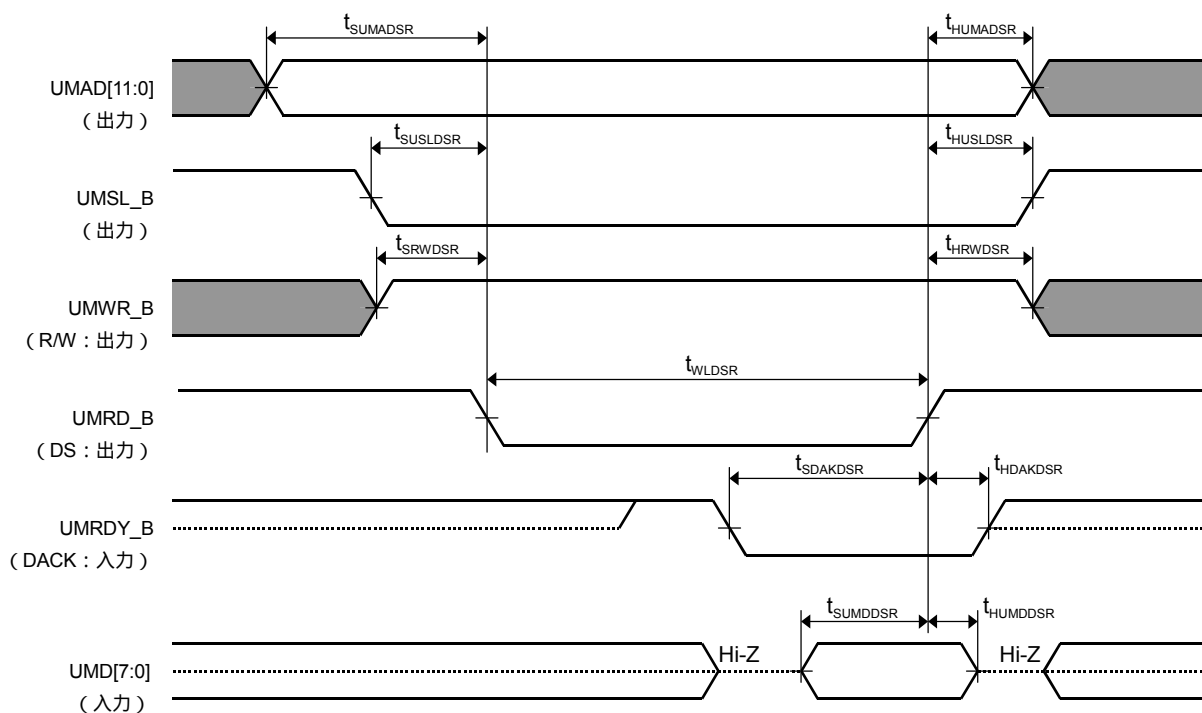 tSUMADSR
tHUMADSR
UMAD[11:0]
（出力）
tSUSLDSR
tHUSLDSR
UMSL_B
（出力）
tSRWDSR
tHRWDSR
UMWR_B
（R/W：出力）
tWLDSR
UMRD_B
（DS：出力）
tSDAKDSR
tHDAKDSR
UMRDY_B
（DACK：入力）
tSUMDDSR
tHUMDDSR
Hi-Z
Hi-Z
UMD[7:0]
（入力）